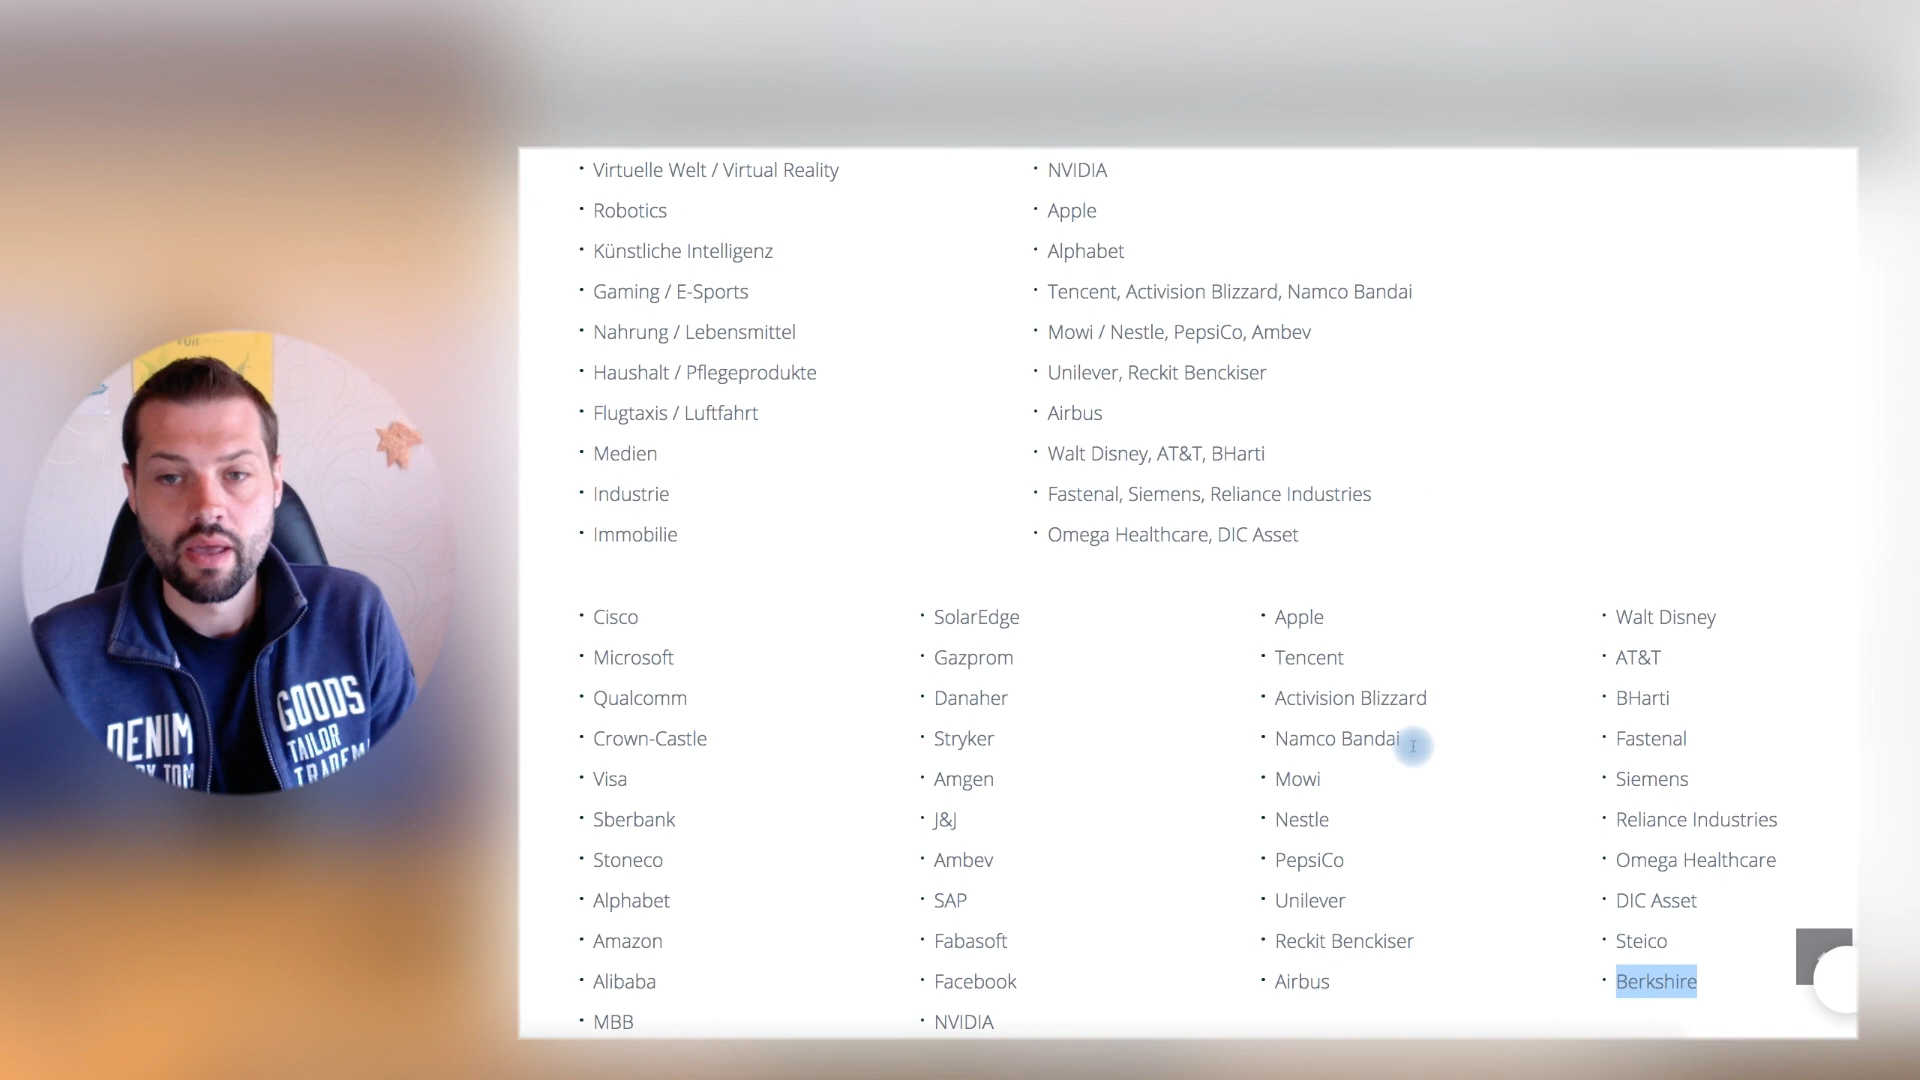 • Virtuelle Welt / Virtual Reality
• Robotics
• Künstliche Intelligenz
• Gaming / E-Sports
• Nahrung / Lebensmittel
• Haushalt / Pflegeprodukte
• Flugtaxis / Luftfahrt
• Medien
• Industrie
• Immobilie
• NVIDIA
• Apple
• Alphabet
• Tencent, Activision Blizzard, Namco Bandai
• Mowi / Nestle, PepsiCo, Ambev
• Unilever, Reckit Benckiser
• Airbus
• Walt Disney, AT&T, BHarti
• Fastenal, Siemens, Reliance Industries
• Omega Healthcare, DIC Asset
• Cisco
• Microsoft
• Qualcomm
• Crown-Castle
• Visa
• Sberbank
• Stoneco
• Alphabet
• Amazon
• Alibaba
• MBB
• SolarEdge
• Gazprom
• Danaher
• Stryker
• Amgen
• J&J
• Ambev
• SAP
• Fabasoft
• Facebook
• NVIDIA
• Apple
• Tencent
• Activision Blizzard
• Namco Bandai
• Mowi
• Nestle
• PepsiCo
• Unilever
• Reckit Benckiser
• Airbus
• Walt Disney
• AT&T
• BHarti
• Fastenal
• Siemens
• Reliance Industries
• Omega Healthcare
• DIC Asset
• Steico
• Berkshire
DENIM
GOODS
TAILOR